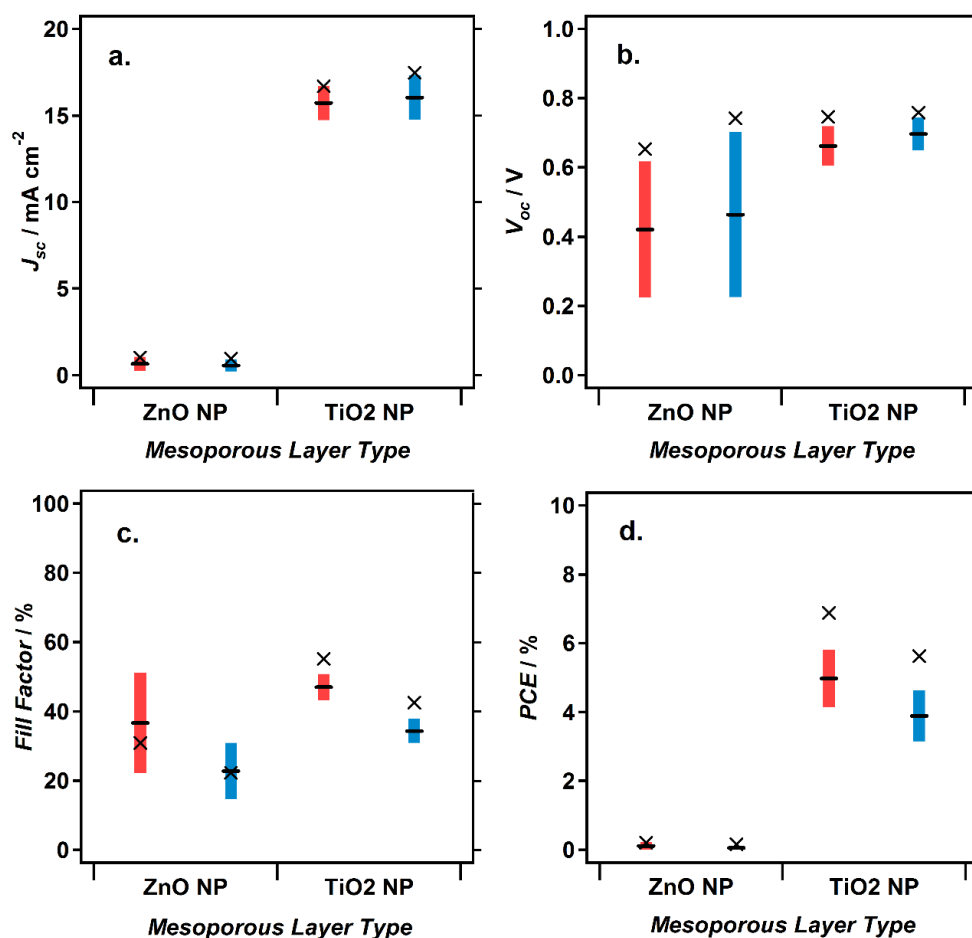 a.
J_sc / mA cm⁻²
20
15
10
5
0
ZnO NP TiO2 NP
Mesoporous Layer Type
b.
V_oc / V
1.0
0.8
0.6
0.4
0.2
0.0
ZnO NP TiO2 NP
Mesoporous Layer Type
c.
Fill Factor / %
100
80
60
40
20
0
ZnO NP TiO2 NP
Mesoporous Layer Type
d.
PCE / %
10
8
6
4
2
0
ZnO NP TiO2 NP
Mesoporous Layer Type